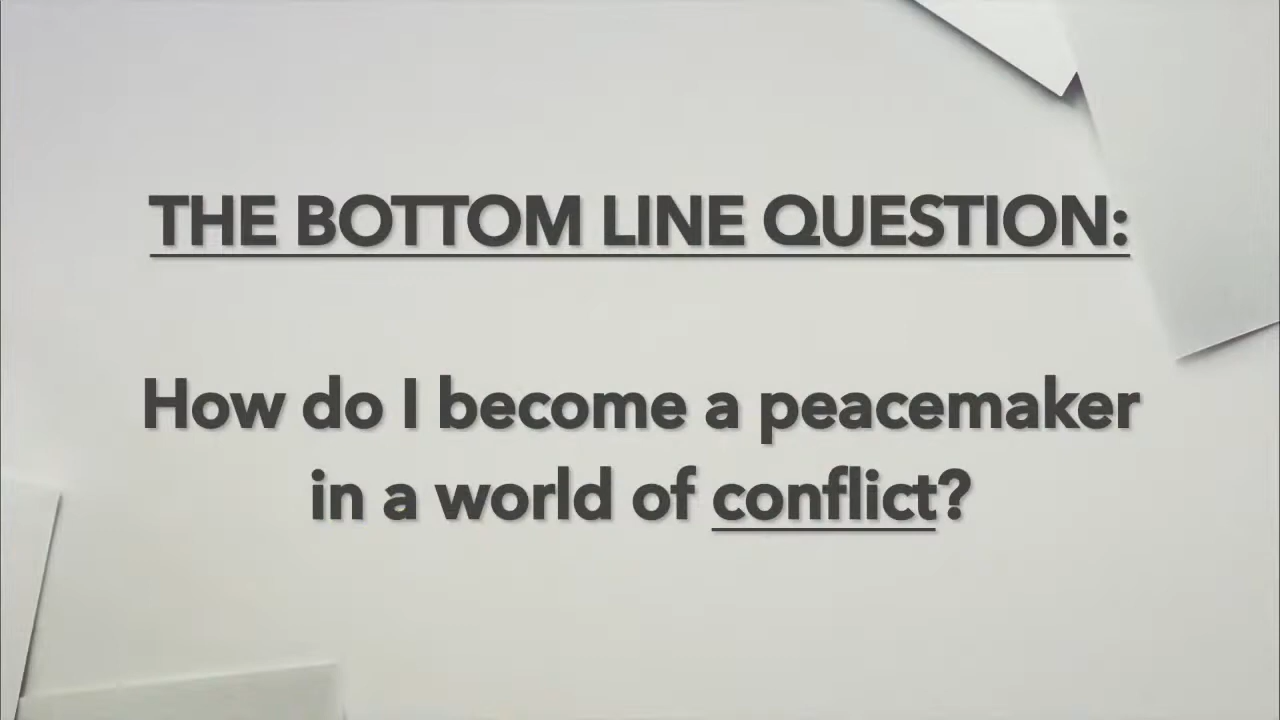 THE BOTTOM LINE QUESTION:
How do I become a peacemaker
in a world of conflict?